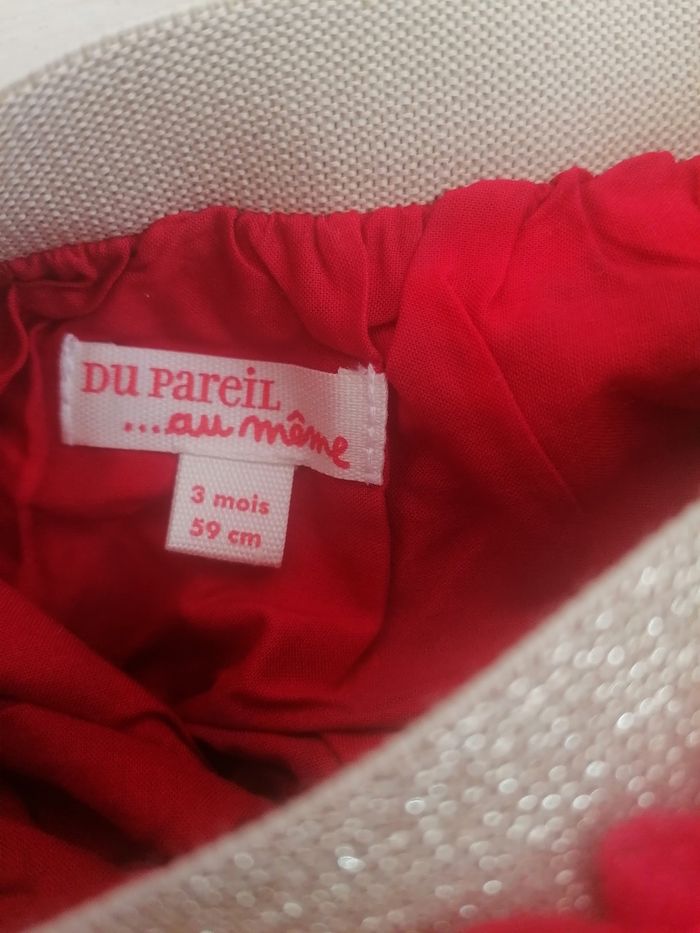 DU PAREIL
...au même
3 mois
59 cm